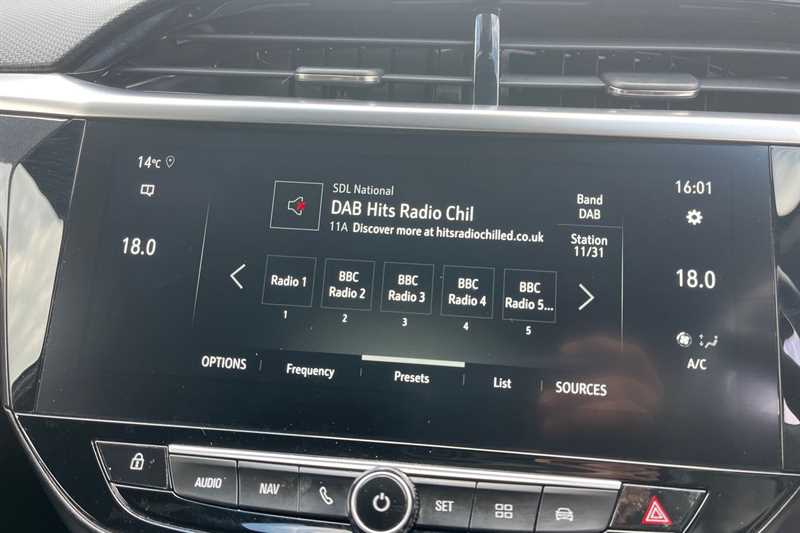 14°C
18.0
SDL National
DAB Hits Radio Chil
11A Discover more at hitsradiochilled.co.uk
Band
DAB
Station
11/31
16:01
18.0
A/C
Radio 1
BBC
Radio 2
BBC
Radio 3
BBC
Radio 4
BBC
Radio 5...
1
2
3
4
5
OPTIONS
Frequency
Presets
List
SOURCES
AUDIO
NAV
SET